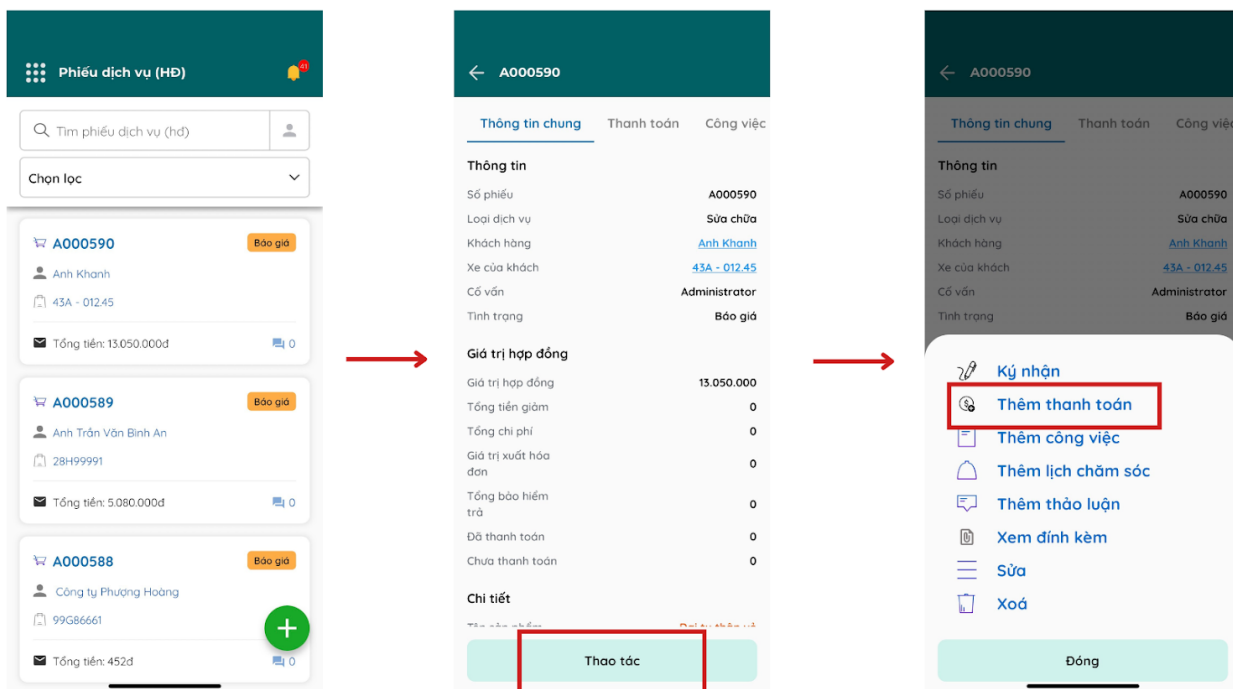 Phiếu dịch vụ (HĐ)
41
Tìm phiếu dịch vụ (hđ)
Chọn lọc
A000590
Báo giá
Anh Khanh
43A - 012.45
Tổng tiền: 13.050.000đ
0
A000589
Báo giá
Anh Trần Văn Bình An
28H99991
Tổng tiền: 5.080.000đ
0
A000588
Báo giá
Công ty Phượng Hoàng
99G86661
Tổng tiền: 452đ
0
A000590
Thông tin chung Thanh toán Công việc
Thông tin
Số phiếu A000590
Loại dịch vụ Sửa chữa
Khách hàng Anh Khanh
Xe của khách 43A - 012.45
Cố vấn Administrator
Tình trạng Báo giá
Giá trị hợp đồng
Giá trị hợp đồng 13.050.000
Tổng tiền giảm 0
Tổng chi phí 0
Giá trị xuất hóa
đơn 0
Tổng bảo hiểm
trả 0
Đã thanh toán 0
Chưa thanh toán 0
Chi tiết
Tên sản phẩm Đại tu thân vỏ
Thao tác
A000590
Thông tin chung Thanh toán Công việc
Thông tin
Số phiếu A000590
Loại dịch vụ Sửa chữa
Khách hàng Anh Khanh
Xe của khách 43A - 012.45
Cố vấn Administrator
Tình trạng Báo giá
Ký nhận
Thêm thanh toán
Thêm công việc
Thêm lịch chăm sóc
Thêm thảo luận
Xem đính kèm
Sửa
Xoá
Đóng